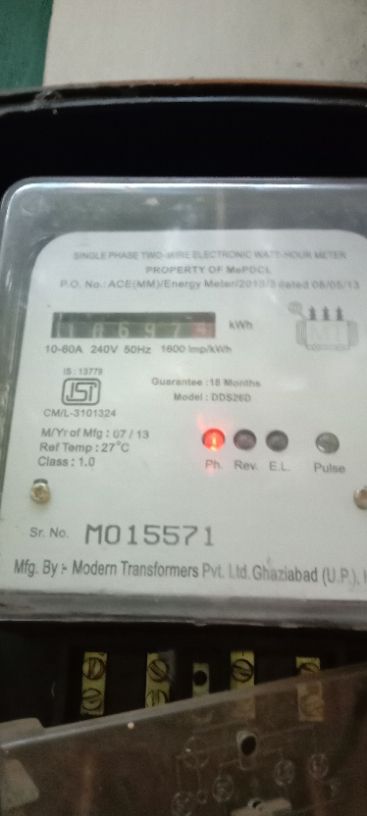 SINGLE PHASE TWO-WIRE ELECTRONIC WATT-HOUR METER
PROPERTY OF MePDCL
P.O. No.: ACE(MM)/Energy Meter/2010/8 dated 08/05/13
kWh
10-60A 240V 50Hz 1600 imp/kWh
IS : 13779
Guarantee : 18 Months
Model : DDS26D
CM/L-3101324
M/Yr of Mfg : 07 / 13
Ref Temp : 27°C
Class : 1.0
Ph. Rev. E.L. Pulse
Sr. No. M015571
Mfg. By :- Modern Transformers Pvt. Ltd. Ghaziabad (U.P.),